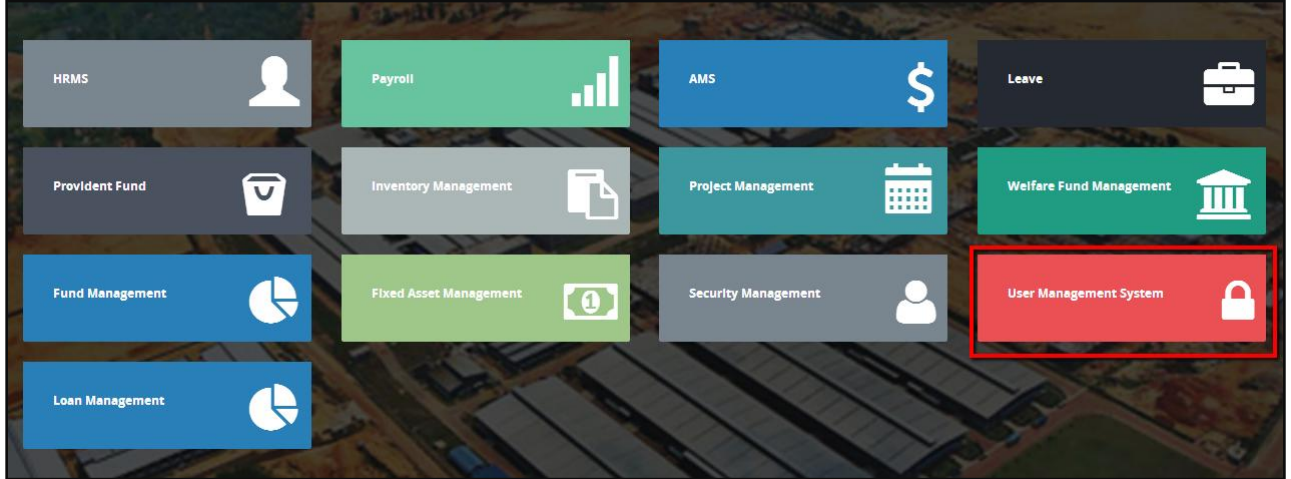 HRMS
Payroll
AMS
Leave
Provident Fund
Inventory Management
Project Management
Welfare Fund Management
Fund Management
Fixed Asset Management
Security Management
User Management System
Loan Management